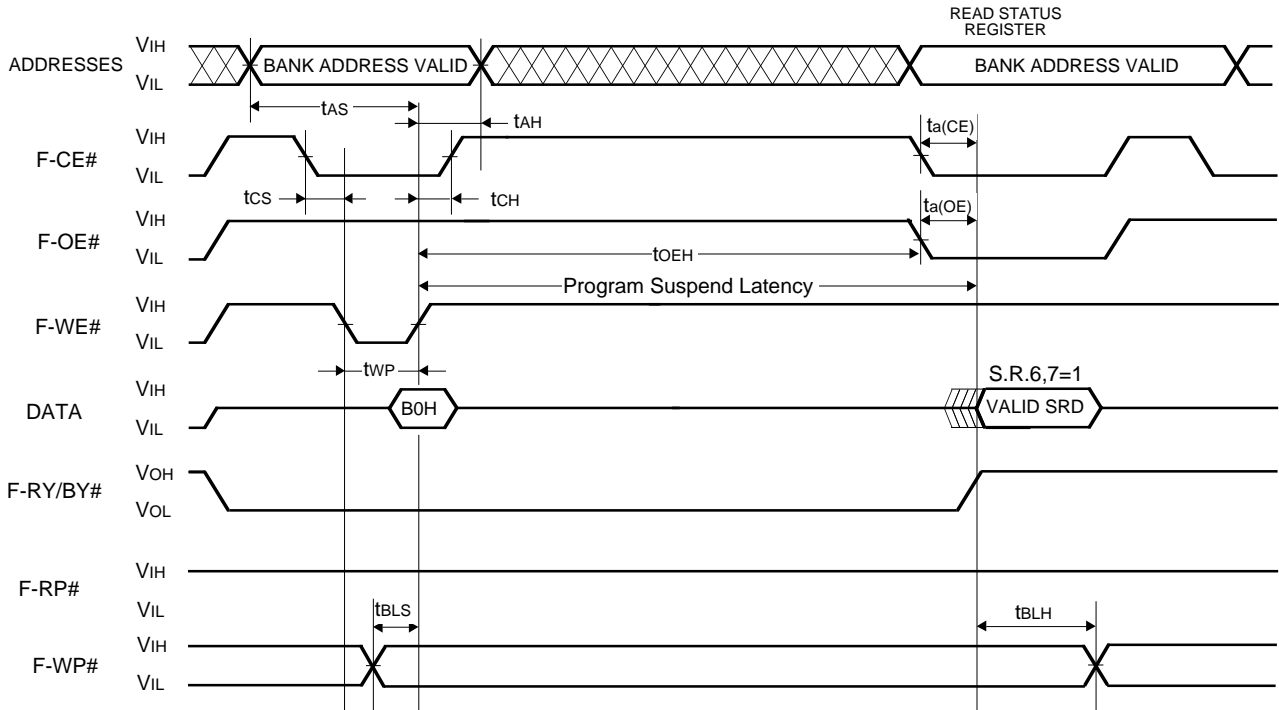 READ STATUS
REGISTER
ADDRESSES
VIH
VIL
BANK ADDRESS VALID
BANK ADDRESS VALID
tAS
tAH
F-CE#
VIH
VIL
ta(CE)
tCS
tCH
F-OE#
VIH
VIL
ta(OE)
tOEH
Program Suspend Latency
F-WE#
VIH
VIL
tWP
DATA
VIH
VIL
B0H
S.R.6,7=1
VALID SRD
F-RY/BY#
VOH
VOL
F-RP#
VIH
VIL
tBLS
tBLH
F-WP#
VIH
VIL